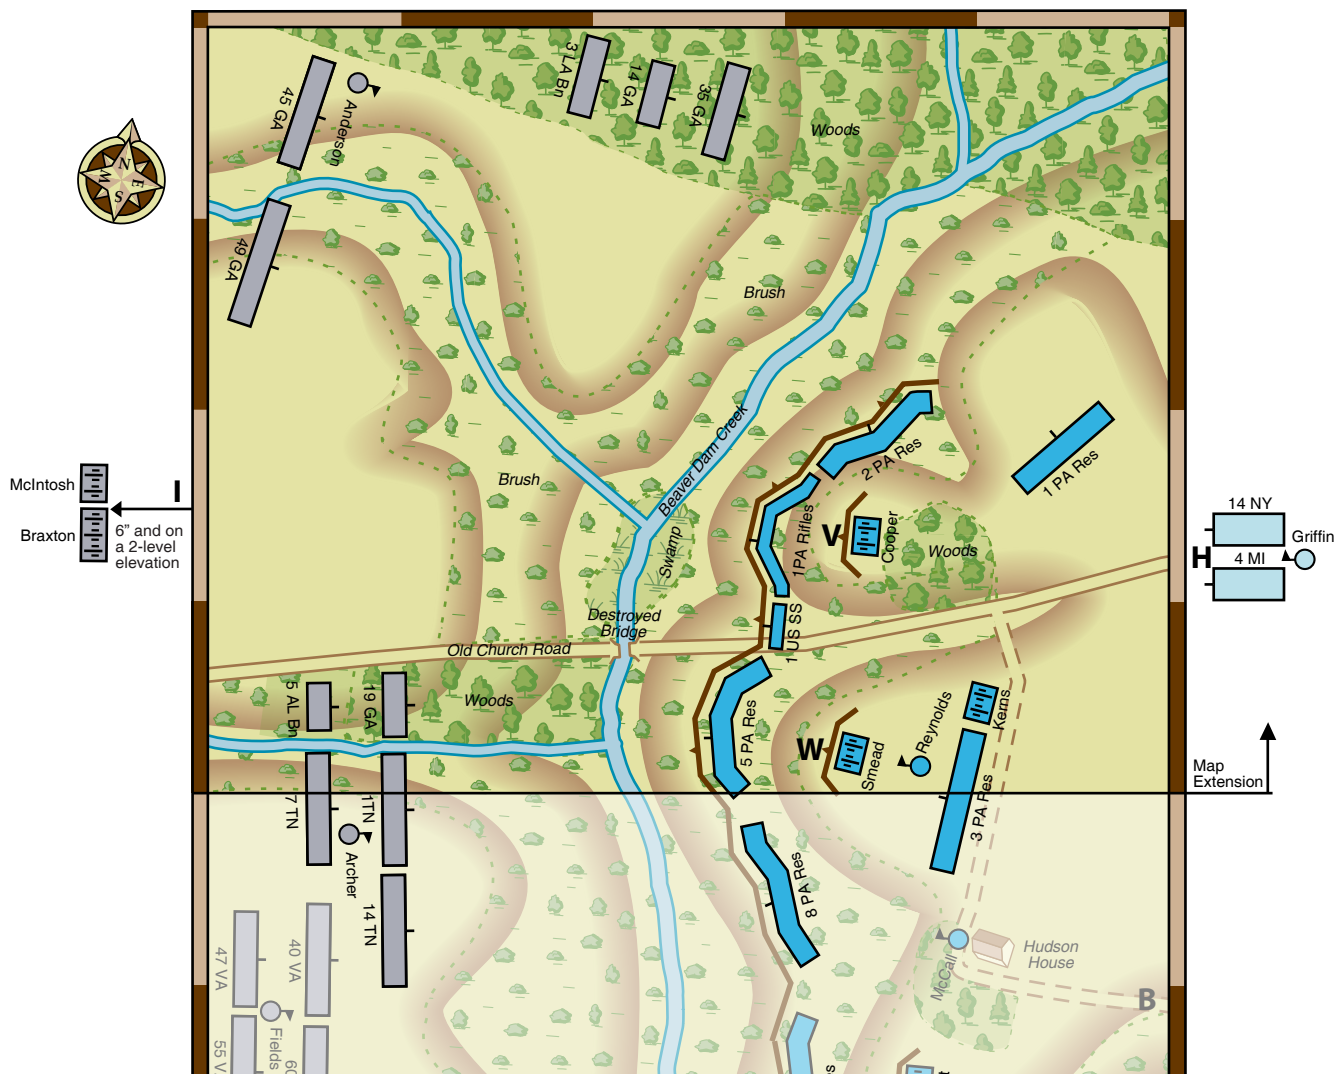 3 LA Bn
14 GA
35 GA
Woods
45 GA
Anderson
N
E
S
W
49 GA
Brush
Beaver Dam Creek
2 PA Res
1 PA Res
McIntosh
I
Braxton
6” and on
a 2-level
elevation
Brush
Swamp
1PA Rifles
V
Cooper
Woods
14 NY
Griffin
H
4 MI
Destroyed
Bridge
1 US SS
Old Church Road
5 AL Bn
19 GA
Woods
5 PA Res
W
Smead
Reynolds
Kerns
Map
Extension
7 TN
1TN
3 PA Res
Archer
8 PA Res
14 TN
47 VA
40 VA
McCall
Hudson
House
B
Fields
55 V
60
s
t